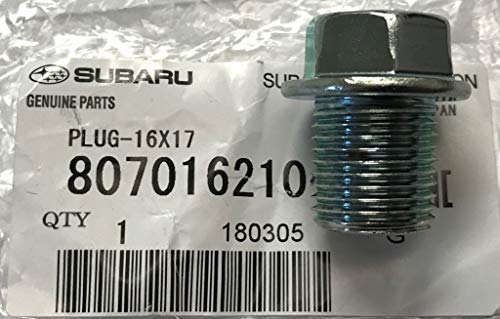 SUBARU
GENUINE PARTS
PLUG-16X17
807016210
QTY 1 180305 G